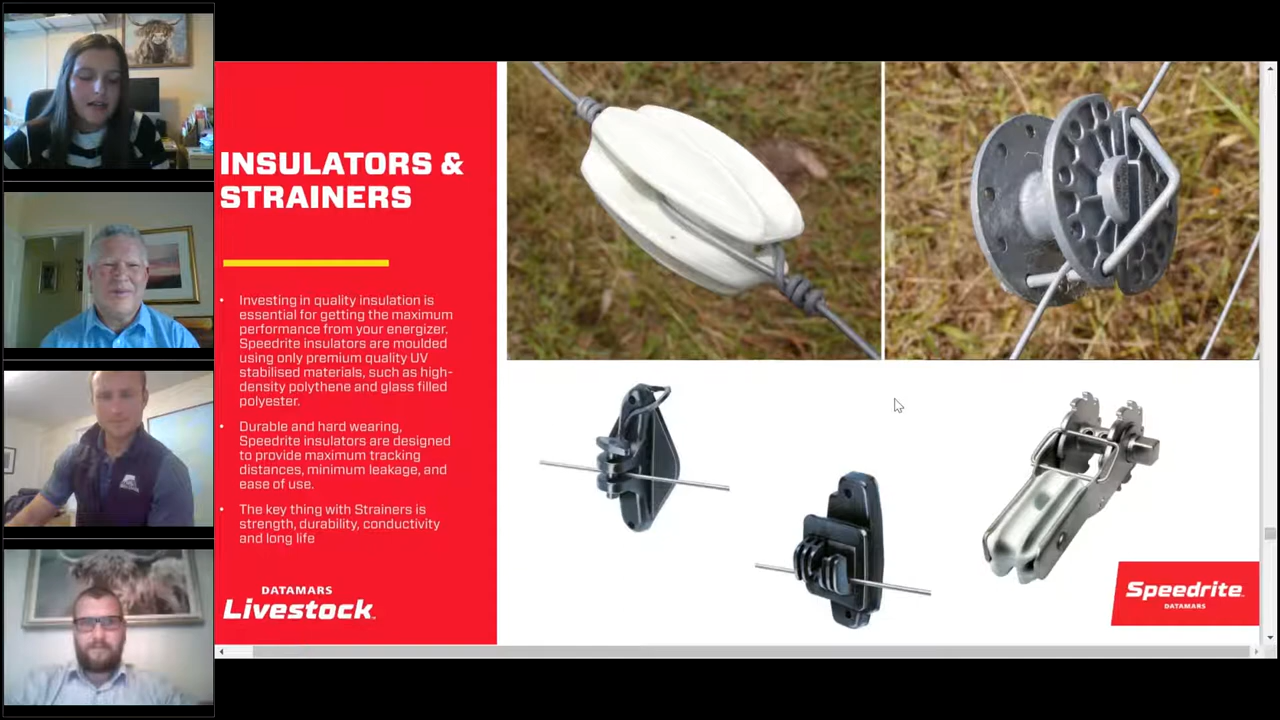 INSULATORS &
STRAINERS
• Investing in quality insulation is
essential for getting the maximum
performance from your energizer.
Speedrite insulators are moulded
using only premium quality UV
stabilised materials, such as high-
density polythene and glass filled
polyester.
• Durable and hard wearing,
Speedrite insulators are designed
to provide maximum tracking
distances, minimum leakage, and
ease of use.
• The key thing with Strainers is
strength, durability, conductivity
and long life
DATAMARS
Livestock™
Speedrite™
DATAMARS